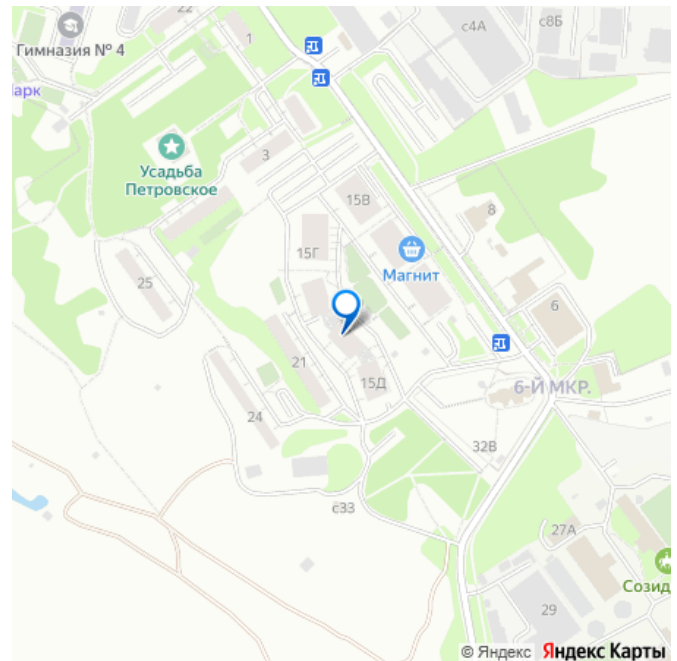 22
с4А
с8Б
Гимназия № 4
1
Парк
3
Усадьба
Петровское
15В
8
15Г
Магнит
25
6
21
15Д
6-Й МКР.
24
32В
с33
27А
Созид
29
© Яндекс Яндекс Карты